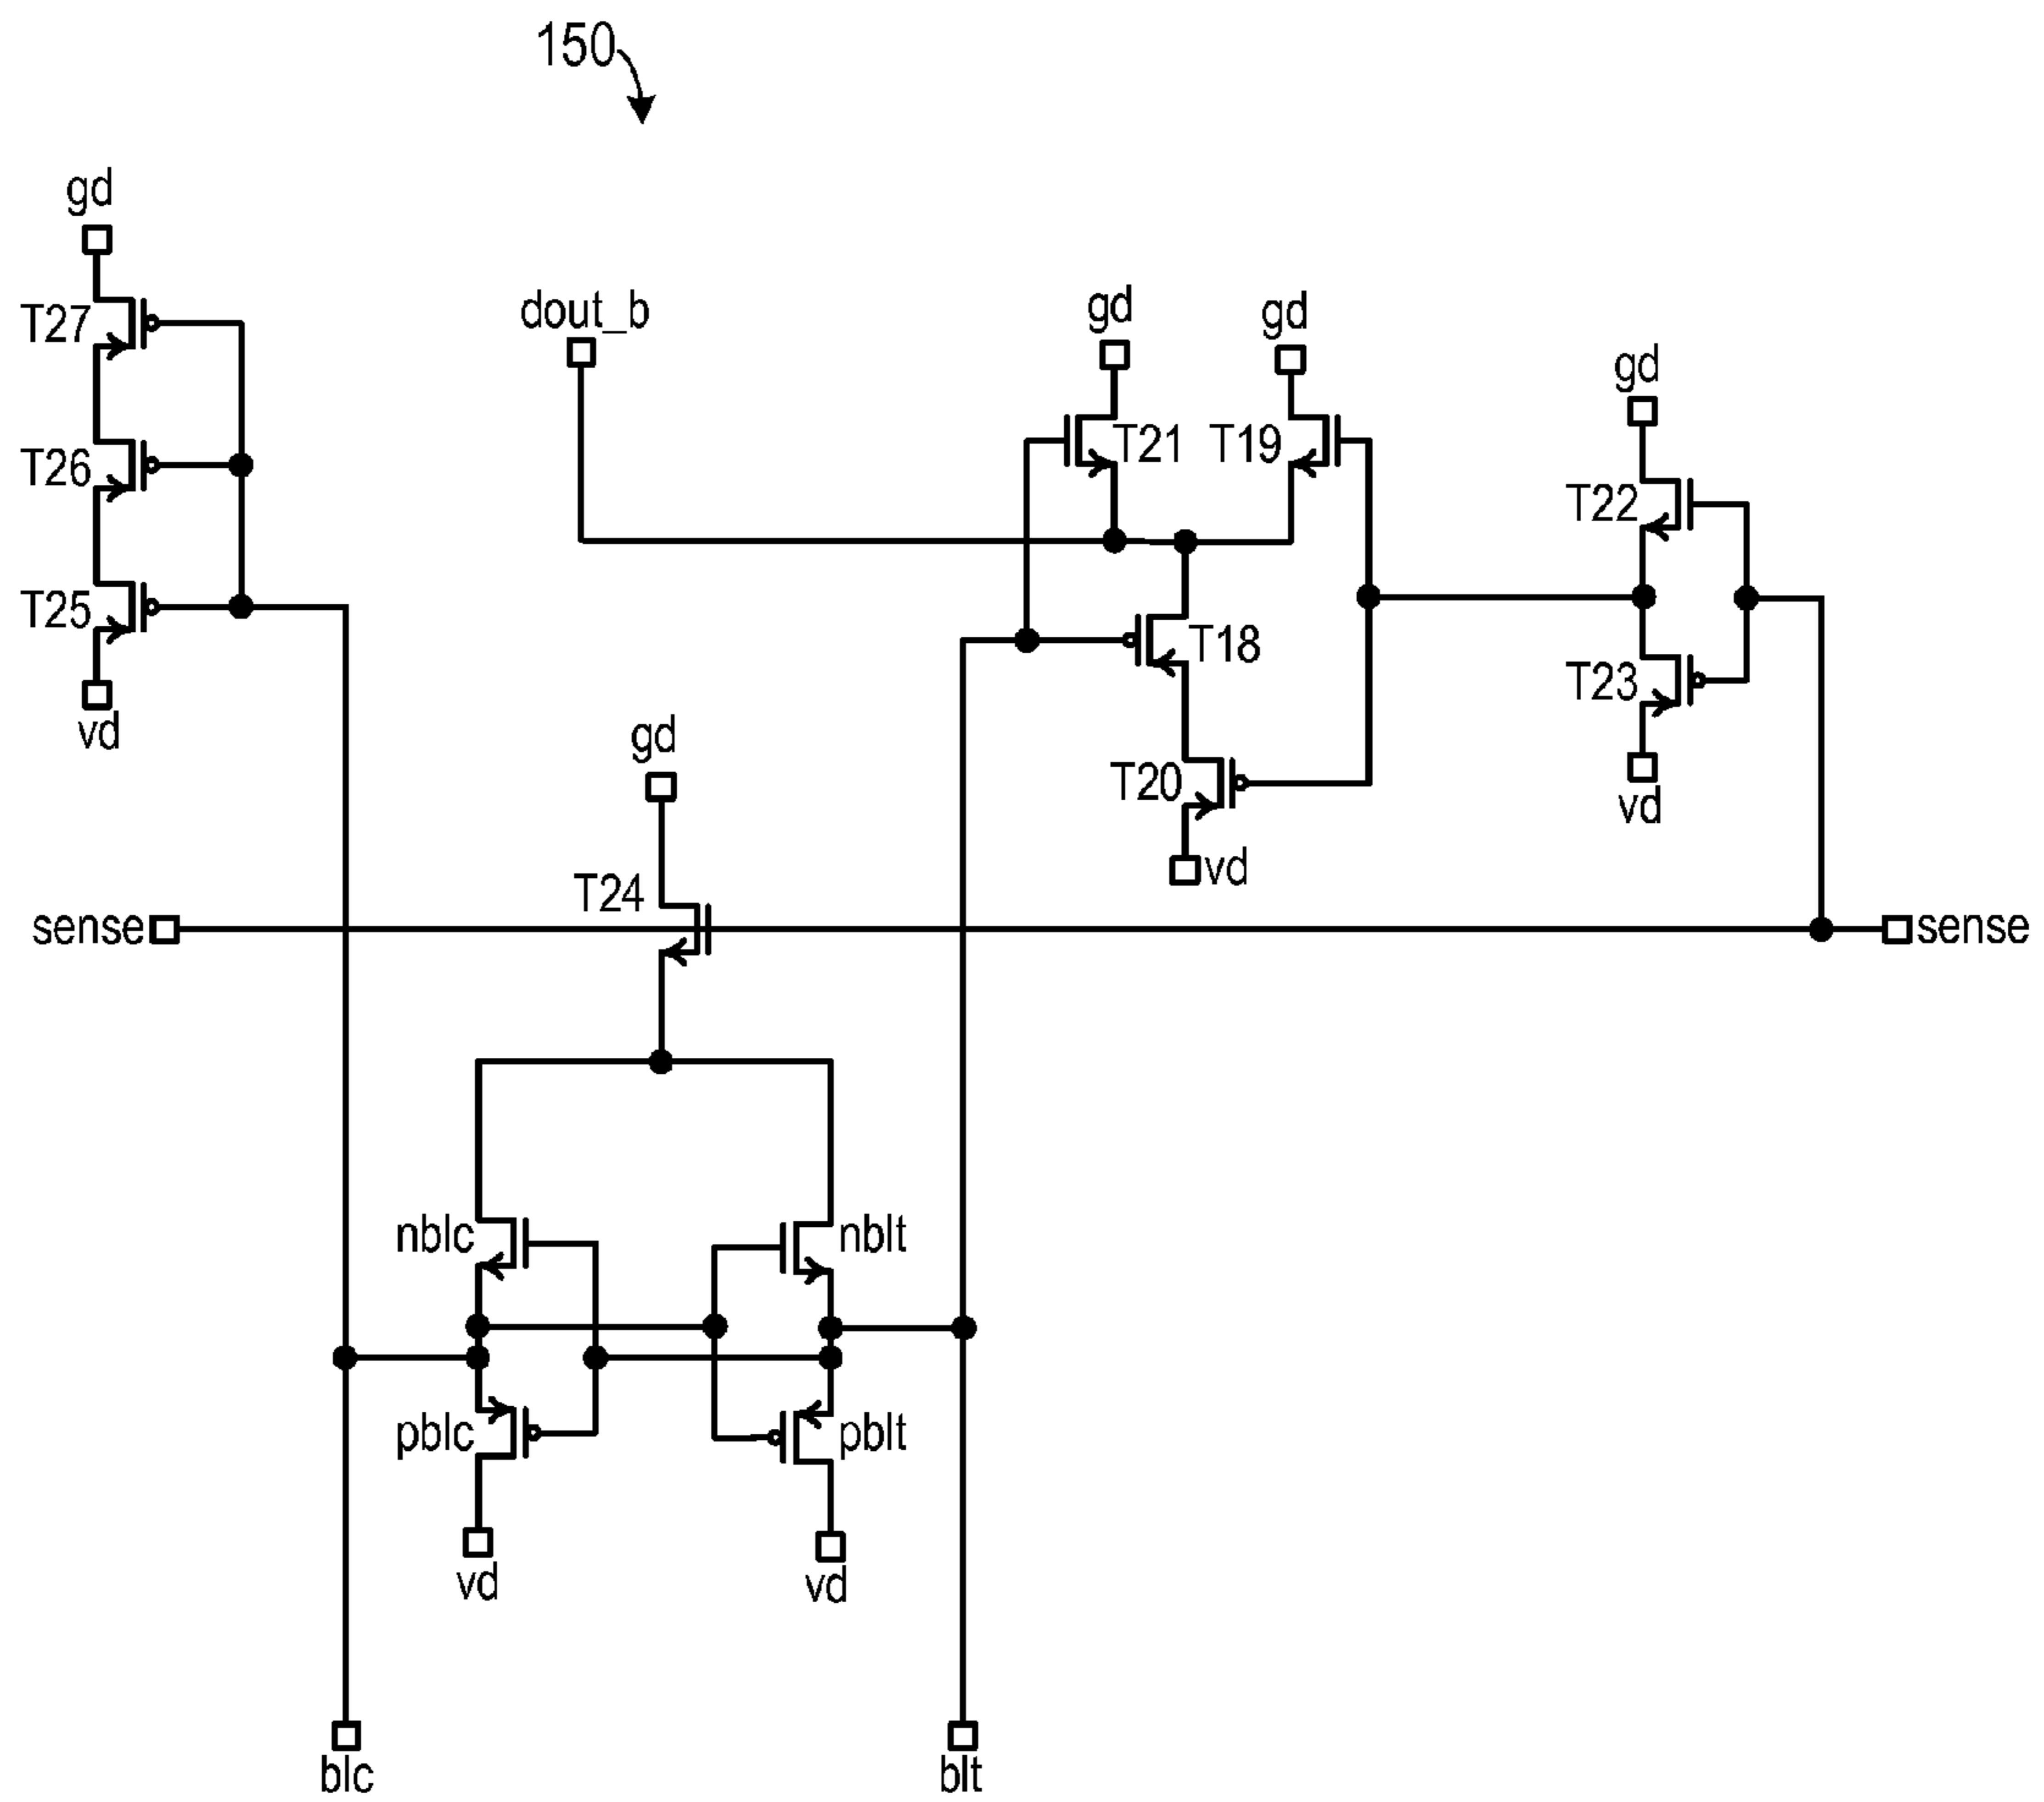 150
gd
T27
dout_b
gd
gd
gd
T26
T21
T19
T22
T25
T18
T23
vd
gd
T20
vd
vd
T24
sense
sense
nblc
nblt
pblc
pblt
vd
vd
blc
blt